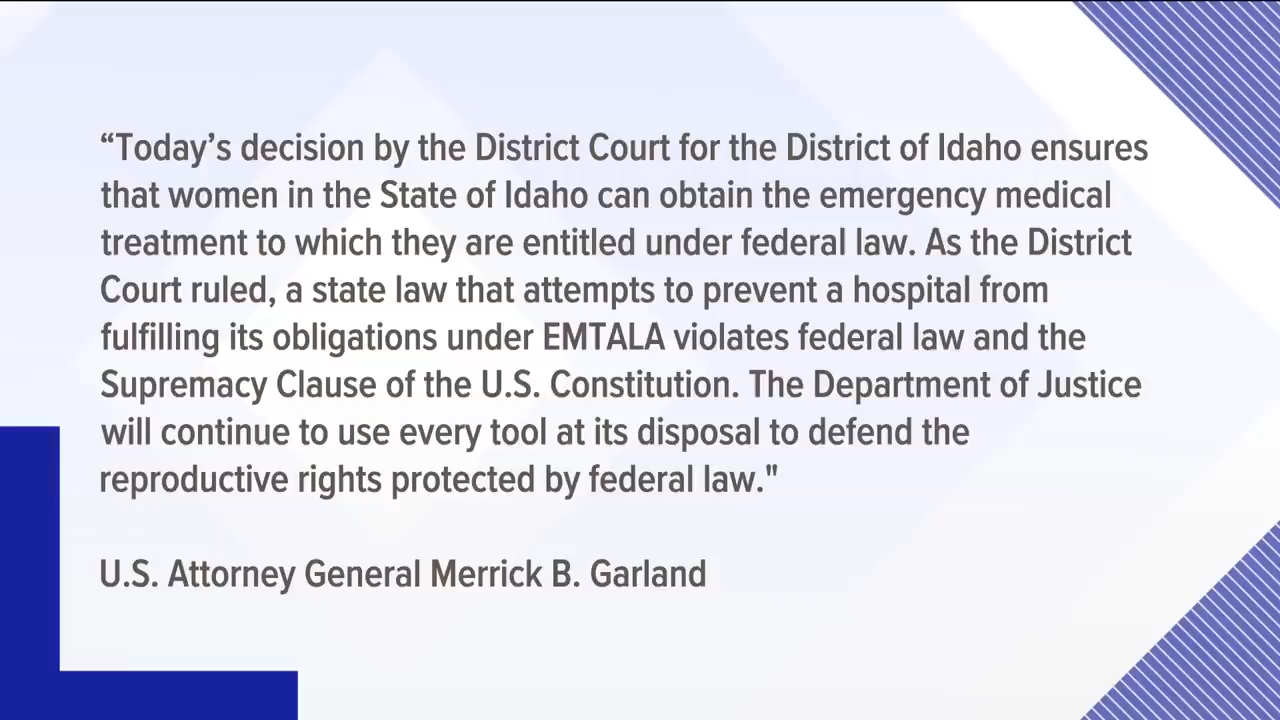 “Today’s decision by the District Court for the District of Idaho ensures
that women in the State of Idaho can obtain the emergency medical
treatment to which they are entitled under federal law. As the District
Court ruled, a state law that attempts to prevent a hospital from
fulfilling its obligations under EMTALA violates federal law and the
Supremacy Clause of the U.S. Constitution. The Department of Justice
will continue to use every tool at its disposal to defend the
reproductive rights protected by federal law."
U.S. Attorney General Merrick B. Garland